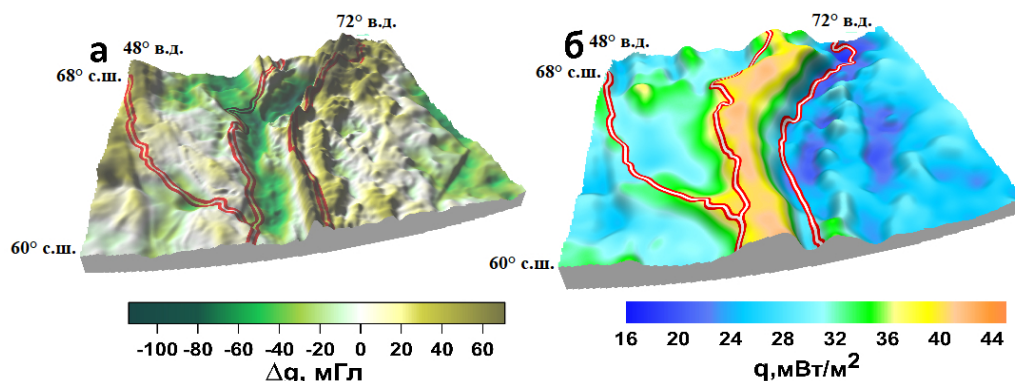 а
48° в.д.
72° в.д.
68° с.ш.
60° с.ш.
-100 -80 -60 -40 -20 0 20 40 60
Δq, мГл
б
48° в.д.
72° в.д.
68° с.ш.
60° с.ш.
16 20 24 28 32 36 40 44
q,мВт/м²